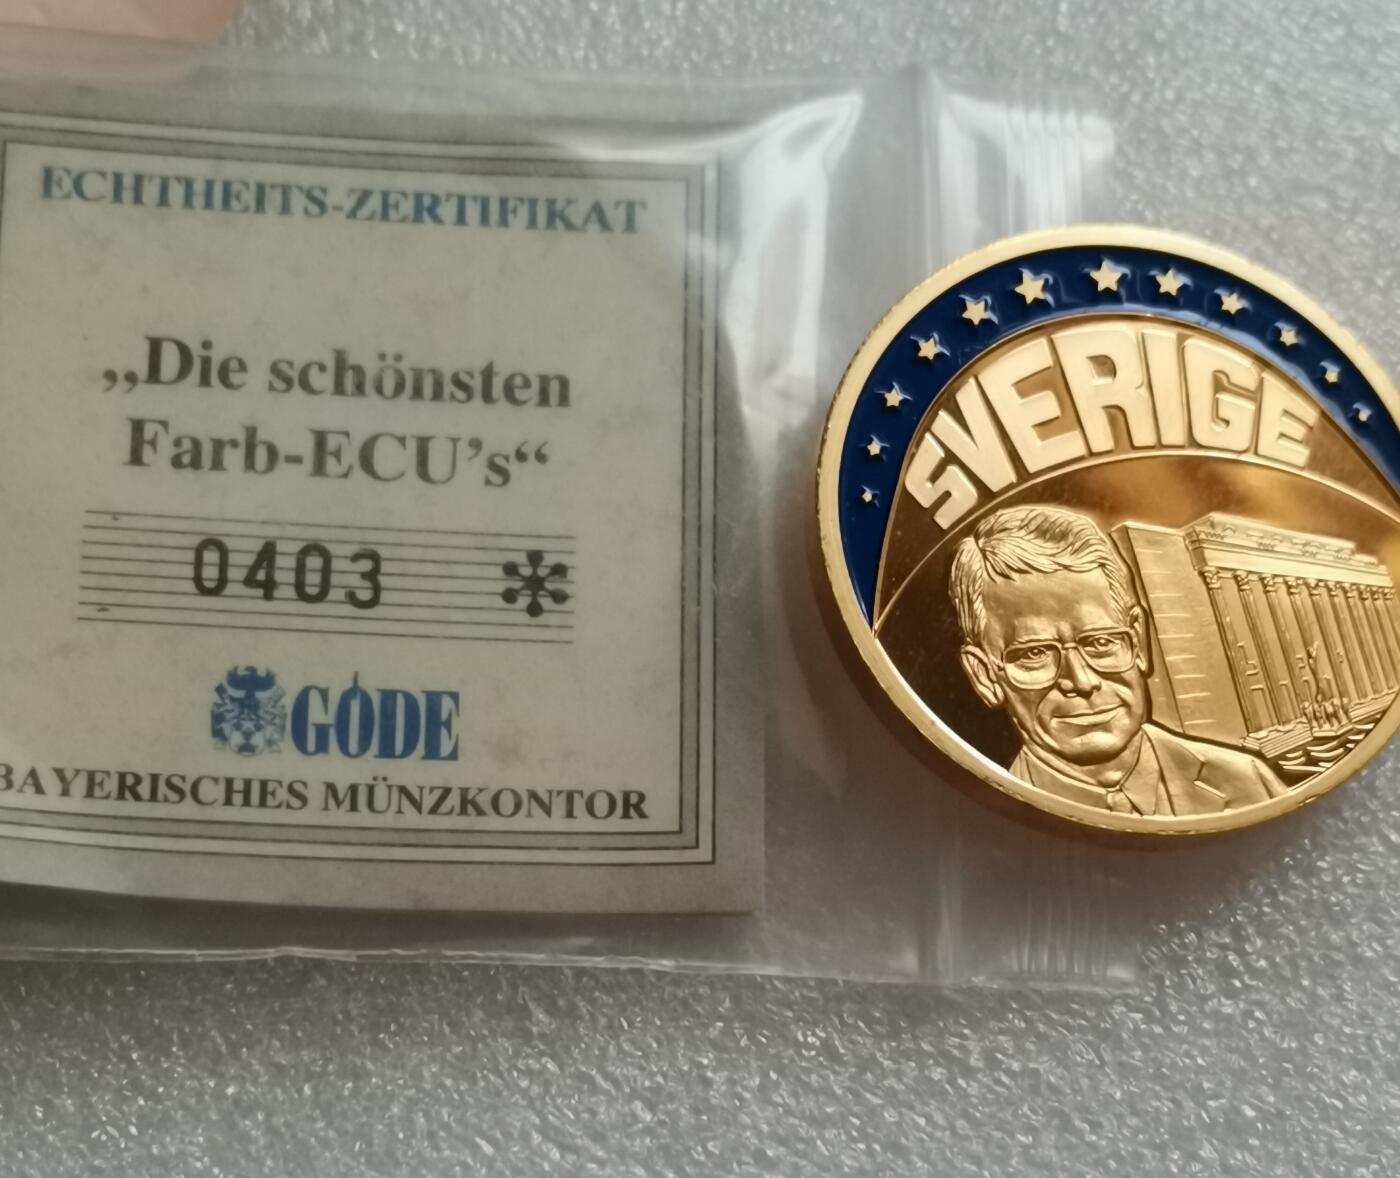 ECHTHEITS-ZERTIFIKAT
„Die schönsten
Farb-ECU’s“
0403
GÖDE
BAYERISCHES MÜNZKONTOR
SVERIGE